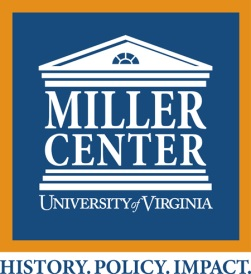 MILLER
CENTER
UNIVERSITY of VIRGINIA
HISTORY. POLICY. IMPACT.